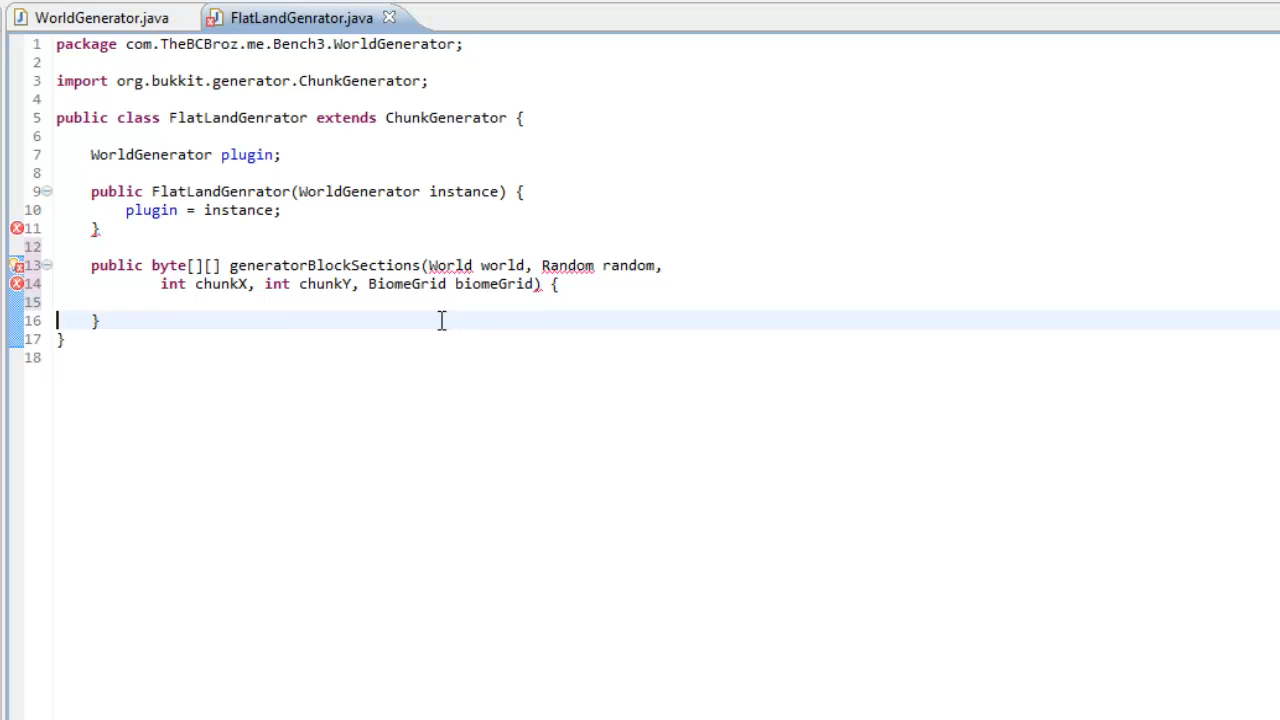 WorldGenerator.java FlatLandGenrator.java
1 package com.TheBCBroz.me.Bench3.WorldGenerator;
2
3 import org.bukkit.generator.ChunkGenerator;
4
5 public class FlatLandGenrator extends ChunkGenerator {
6
7 WorldGenerator plugin;
8
9 public FlatLandGenrator(WorldGenerator instance) {
10 plugin = instance;
11 }
12
13 public byte[][] generatorBlockSections(World world, Random random,
14 int chunkX, int chunkY, BiomeGrid biomeGrid) {
15
16 }
17 }
18